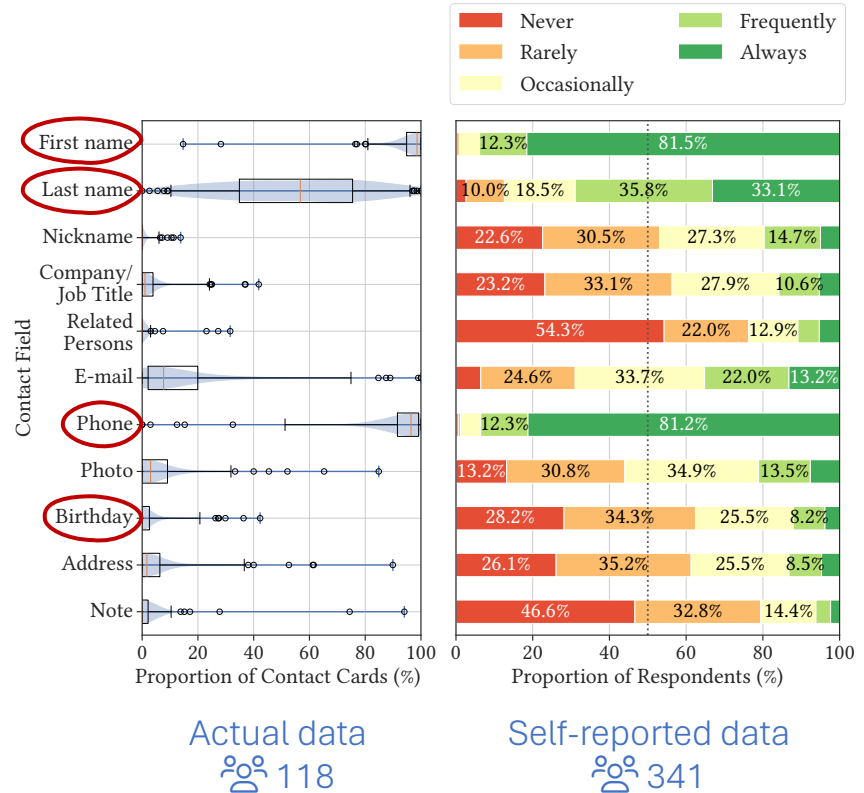 Never
Rarely
Occasionally
Frequently
Always
Contact Field
First name
12.3% 81.5%
Last name
10.0% 18.5% 35.8% 33.1%
Nickname
22.6% 30.5% 27.3% 14.7%
Company/
Job Title
23.2% 33.1% 27.9% 10.6%
Related
Persons
54.3% 22.0% 12.9%
E-mail
24.6% 33.7% 22.0% 13.2%
Phone
12.3% 81.2%
Photo
13.2% 30.8% 34.9% 13.5%
Birthday
28.2% 34.3% 25.5% 8.2%
Address
26.1% 35.2% 25.5% 8.5%
Note
46.6% 32.8% 14.4%
0 20 40 60 80 100
Proportion of Contact Cards (%)
0 20 40 60 80 100
Proportion of Respondents (%)
Actual data
118
Self-reported data
341